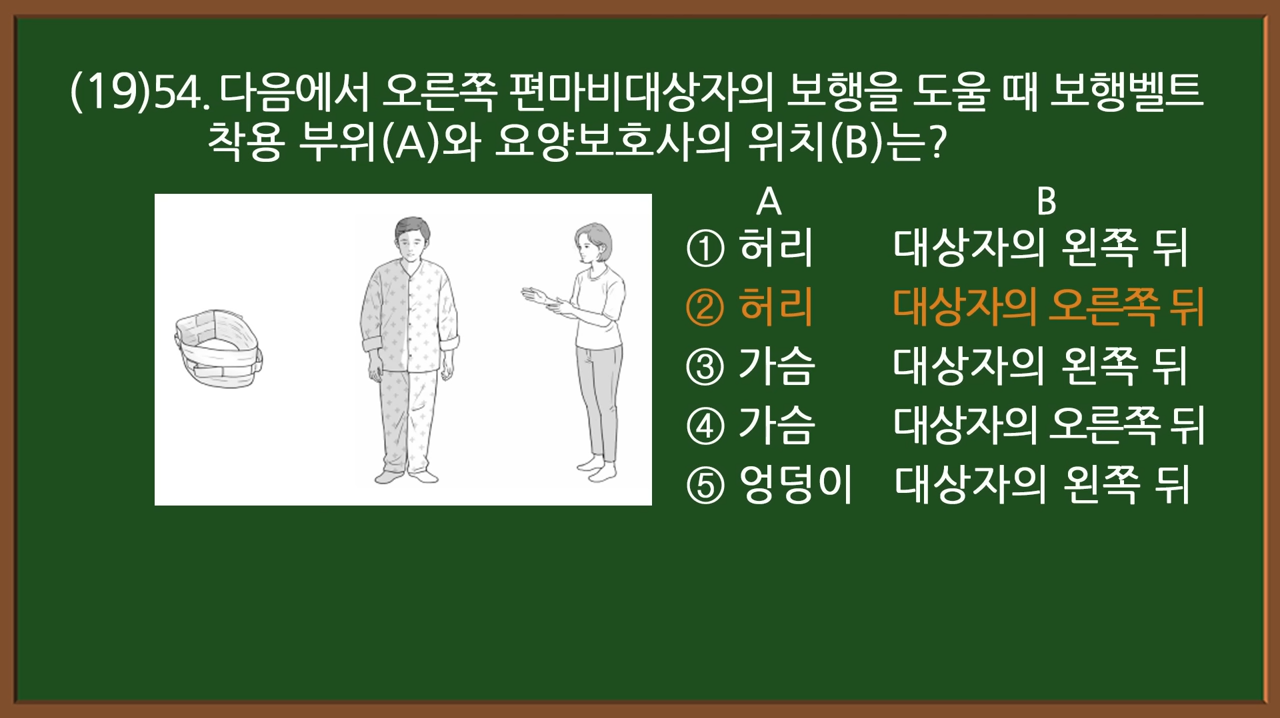 (19)54. 다음에서 오른쪽 편마비대상자의 보행을 도울 때 보행벨트
착용 부위(A)와 요양보호사의 위치(B)는?
A B
① 허리 대상자의 왼쪽 뒤
② 허리 대상자의 오른쪽 뒤
③ 가슴 대상자의 왼쪽 뒤
④ 가슴 대상자의 오른쪽 뒤
⑤ 엉덩이 대상자의 왼쪽 뒤